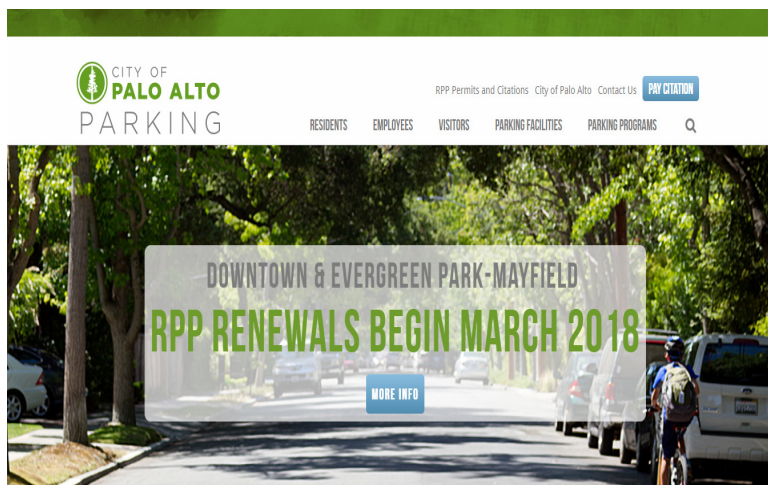 CITY OF
PALO ALTO
PARKING
RPP Permits and Citations City of Palo Alto Contact Us PAY CITATION
RESIDENTS EMPLOYEES VISITORS PARKING FACILITIES PARKING PROGRAMS
DOWNTOWN & EVERGREEN PARK-MAYFIELD
RPP RENEWALS BEGIN MARCH 2018
MORE INFO